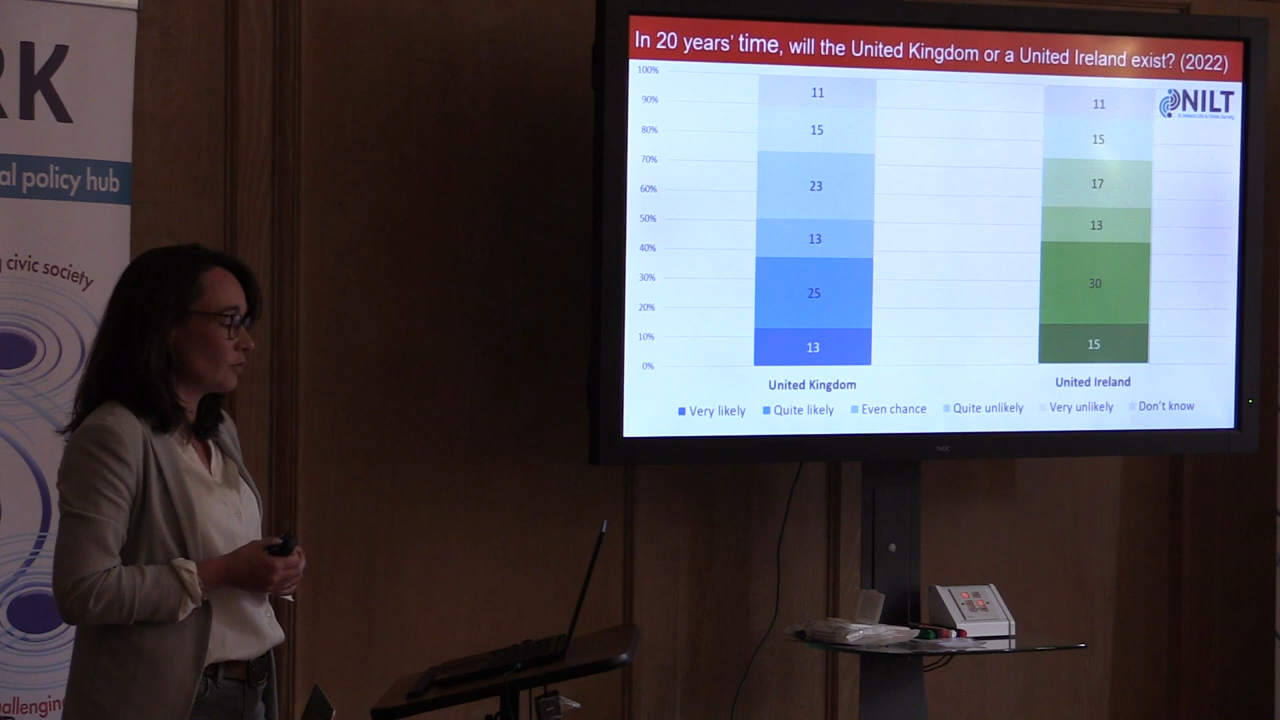 RK
al policy hub
g civic society
allenging
In 20 years' time, will the United Kingdom or a United Ireland exist? (2022)
NILT
100%
90%
80%
70%
60%
50%
40%
30%
20%
10%
0%
11
15
23
13
25
13
11
15
17
13
30
15
United Kingdom
United Ireland
Very likely
Quite likely
Even chance
Quite unlikely
Very unlikely
Don't know
NEC